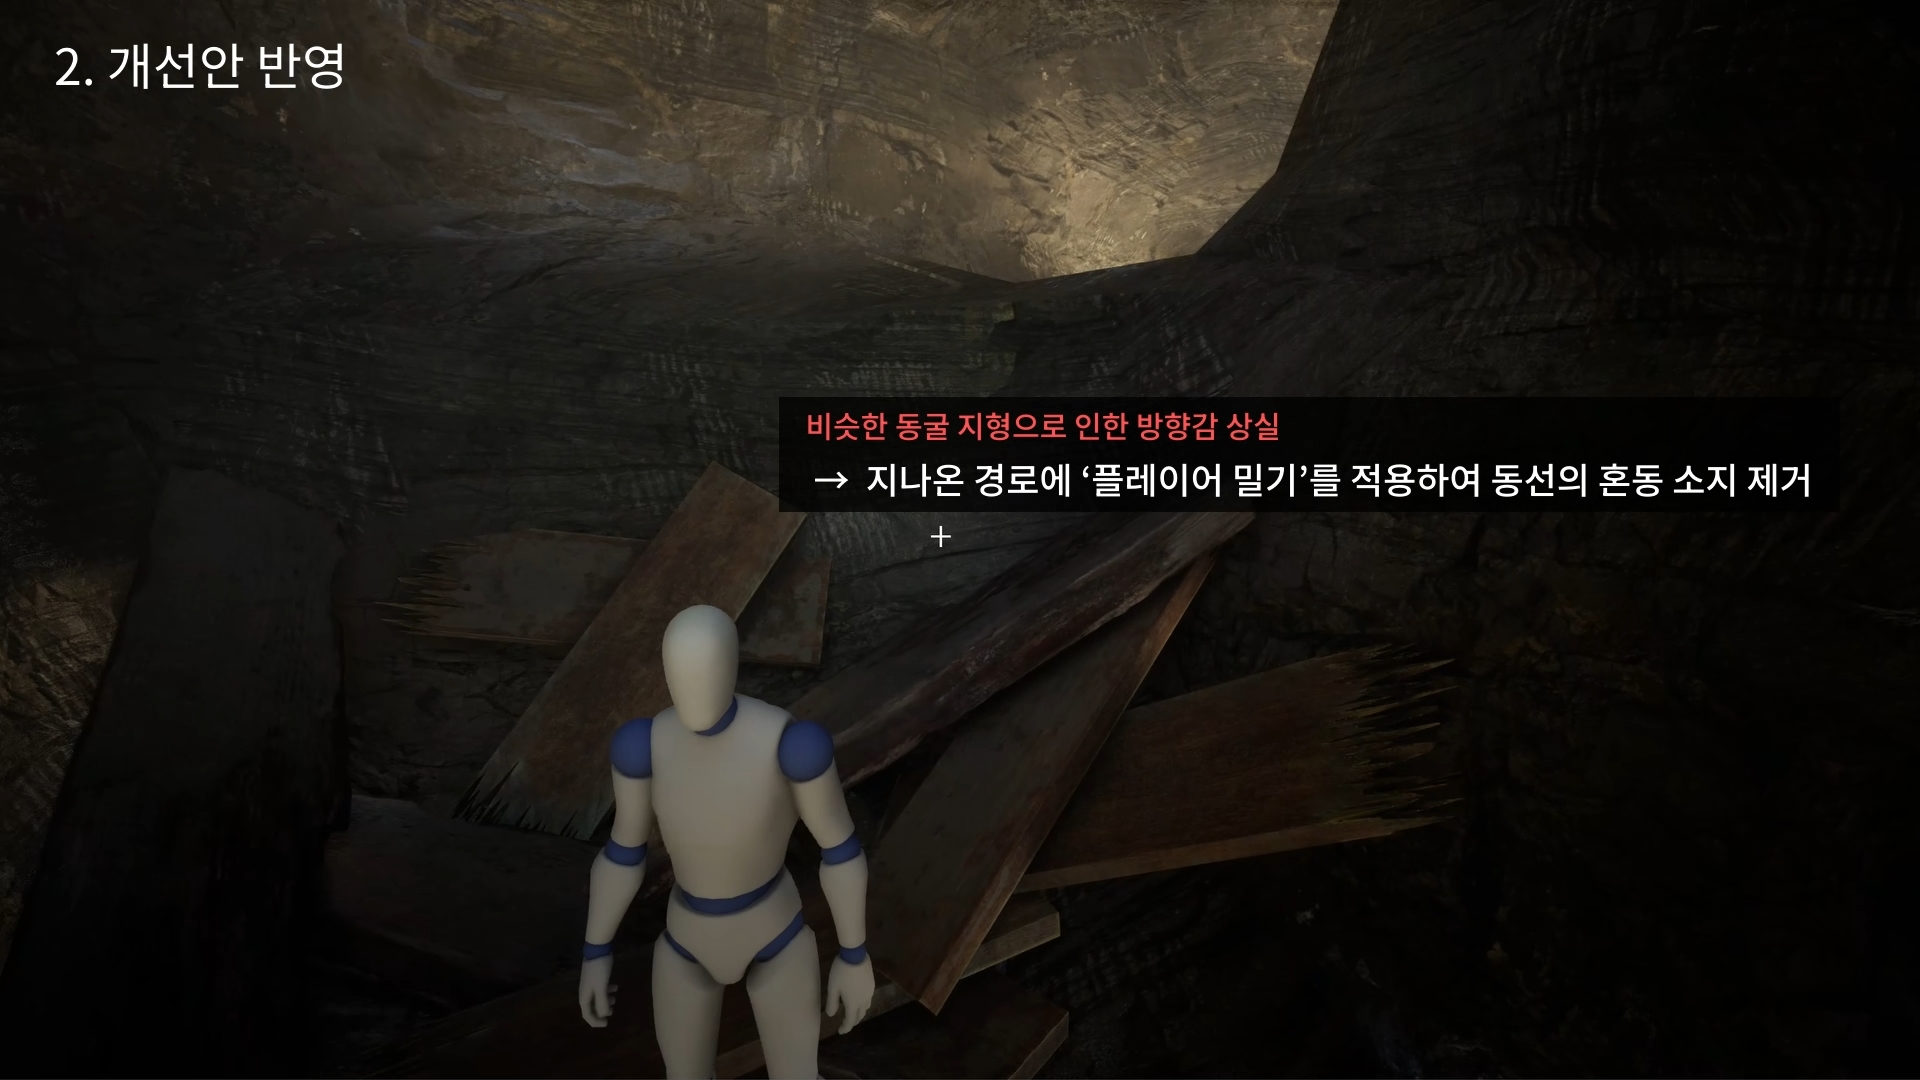 2. 개선안 반영
비슷한 동굴 지형으로 인한 방향감 상실
→ 지나온 경로에 ‘플레이어 밀기’를 적용하여 동선의 혼동 소지 제거